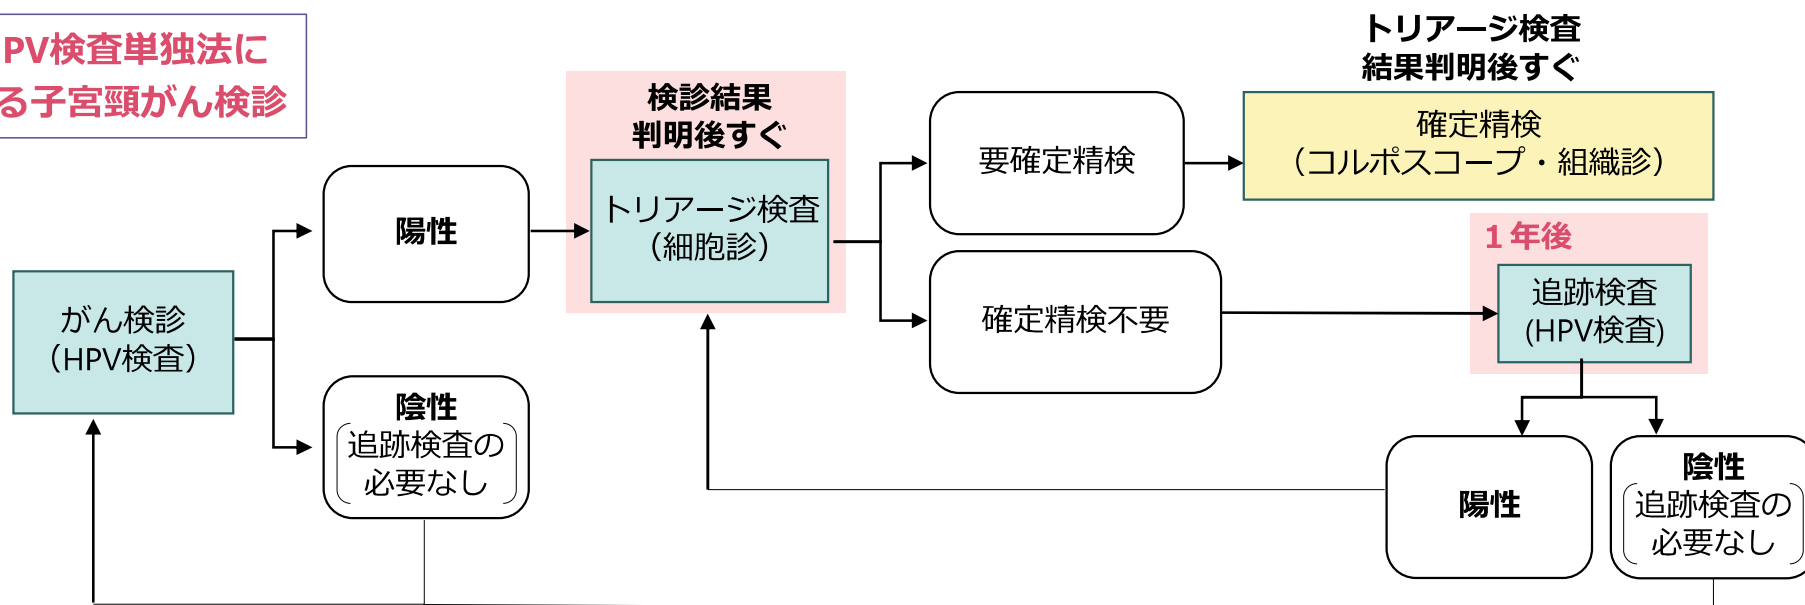 PV検査単独法に
る子宮頸がん検診
検診結果
判明後すぐ
トリアージ検査
結果判明後すぐ
がん検診
（HPV検査）
陽性
陰性
追跡検査の
必要なし
トリアージ検査
（細胞診）
要確定精検
確定精検不要
確定精検
（コルポスコープ・組織診）
１年後
追跡検査
(HPV検査)
陽性
陰性
追跡検査の
必要なし